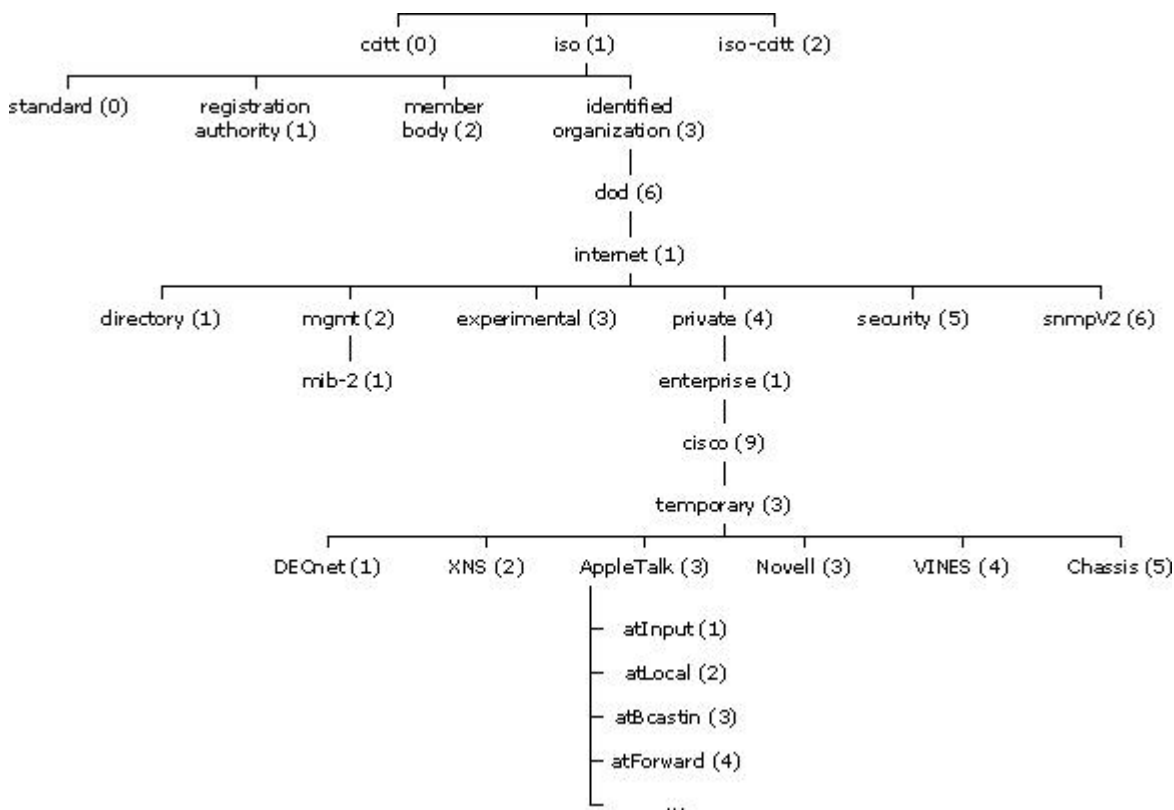 ccitt (0) iso (1) iso-ccitt (2)
standard (0) registration member identified
authority (1) body (2) organization (3)
dod (6)
internet (1)
directory (1) mgmt (2) experimental (3) private (4) security (5) snmpV2 (6)
mib-2 (1) enterprise (1)
cisco (9)
temporary (3)
DECnet (1) XNS (2) AppleTalk (3) Novell (3) VINES (4) Chassis (5)
atInput (1)
atLocal (2)
atBcastin (3)
atForward (4)